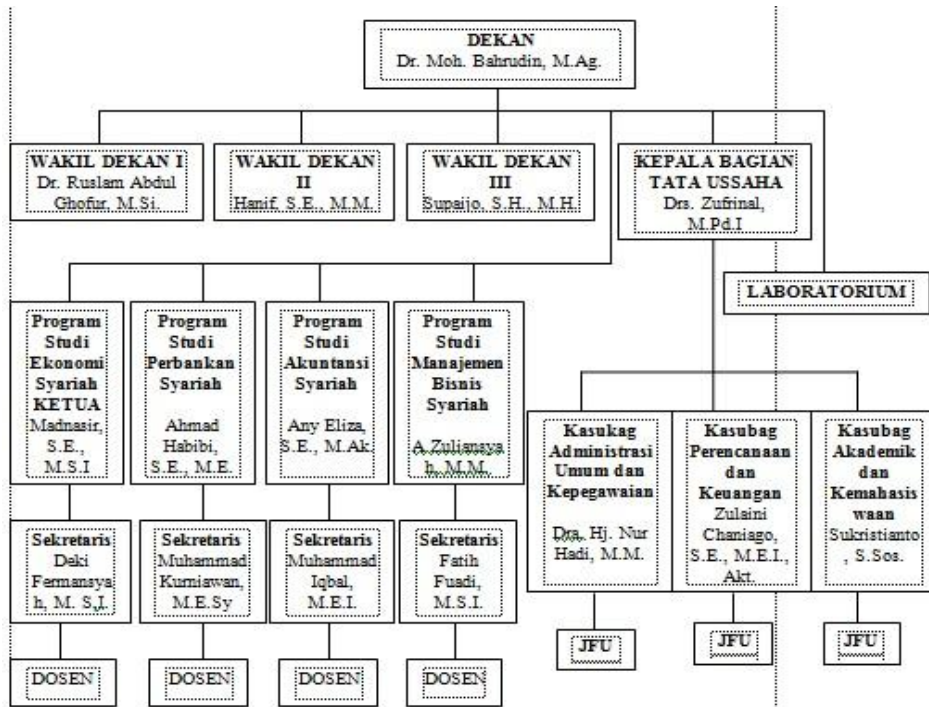 DEKAN
Dr. Moh. Bahrudin, M.Ag.
WAKIL DEKAN I
Dr. Ruslam Abdul
Ghofur, M.Si.
WAKIL DEKAN
II
Hanif, S.E., M.M.
WAKIL DEKAN
III
Supaijo, S.H., M.H.
KEPALA BAGIAN
TATA USSAHA
Drs. Zufrinal,
M.Pd.I
LABORATORIUM
Program
Studi
Ekonomi
Syariah
KETUA
Madnasir,
S.E.,
M.S.I
Program
Studi
Perbankan
Syariah
Ahmad
Habibi,
S.E., M.E.
Program
Studi
Akuntansi
Syariah
Any Eliza,
S.E., M.Ak.
Program
Studi
Manajemen
Bisnis
Syariah
A.Zuliansya
h, M.M.
Kasukag
Administrasi
Umum dan
Kepegawaian
Dra. Hj. Nur
Hadi, M.M.
Kasubag
Perencanaan
dan
Keuangan
Zulaini
Chaniago,
S.E., M.E.I.,
Akt.
Kasubag
Akademik
dan
Kemahasis
waan
Sukristianto
, S.Sos.
Sekretaris
Deki
Fermansya
h, M. S.I.
Sekretaris
Muhammad
Kurniawan,
M.E.Sy
Sekretaris
Muhammad
Iqbal,
M.E.I.
Sekretaris
Fatih
Fuadi,
M.S.I.
JFU
JFU
JFU
DOSEN
DOSEN
DOSEN
DOSEN